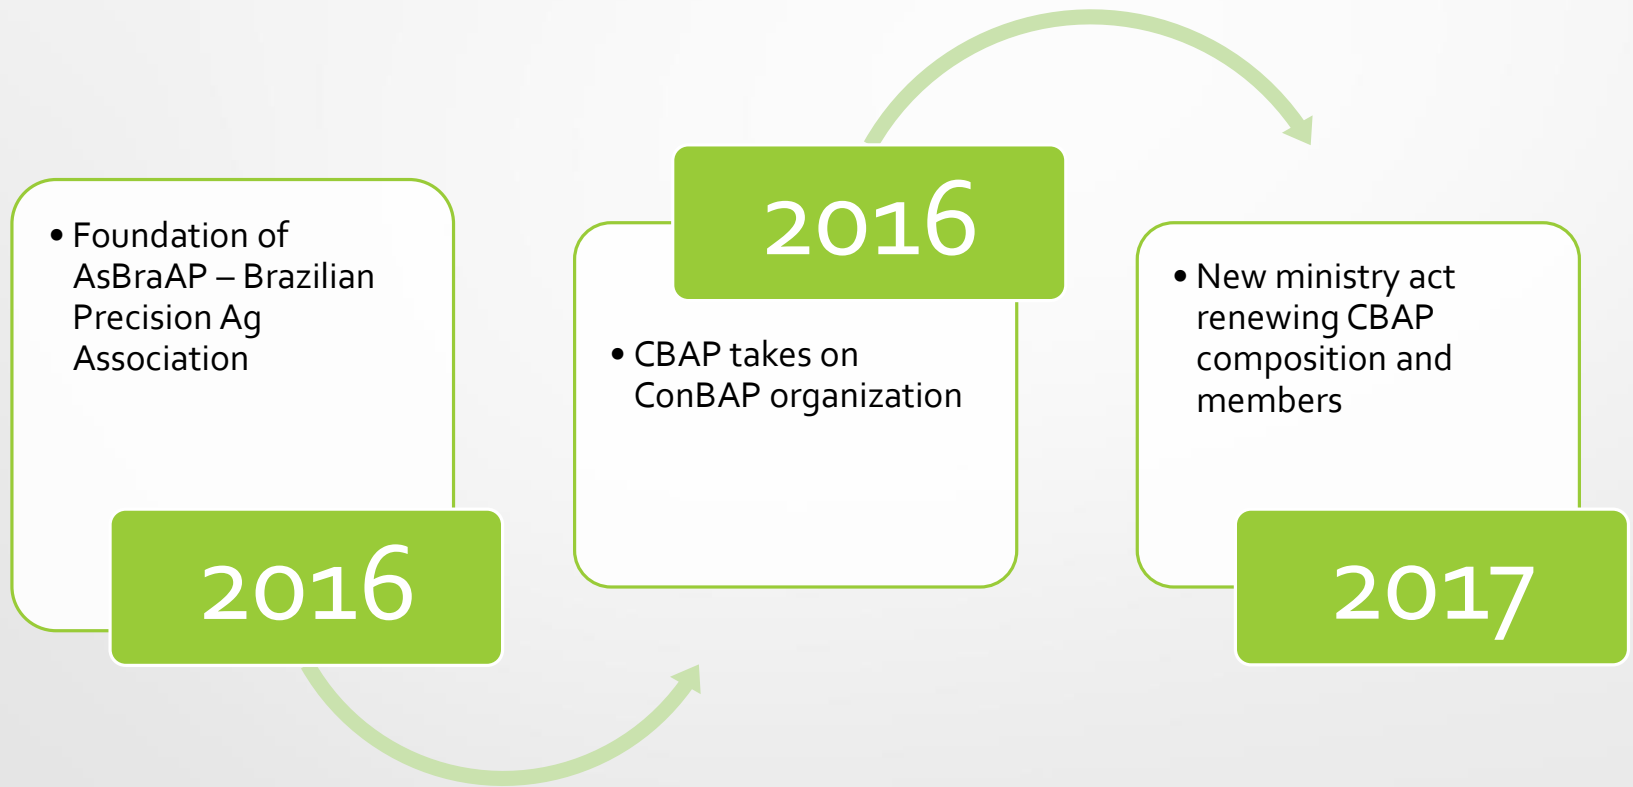 • Foundation of
AsBraAP – Brazilian
Precision Ag
Association
2016
2016
• CBAP takes on
ConBAP organization
• New ministry act
renewing CBAP
composition and
members
2017